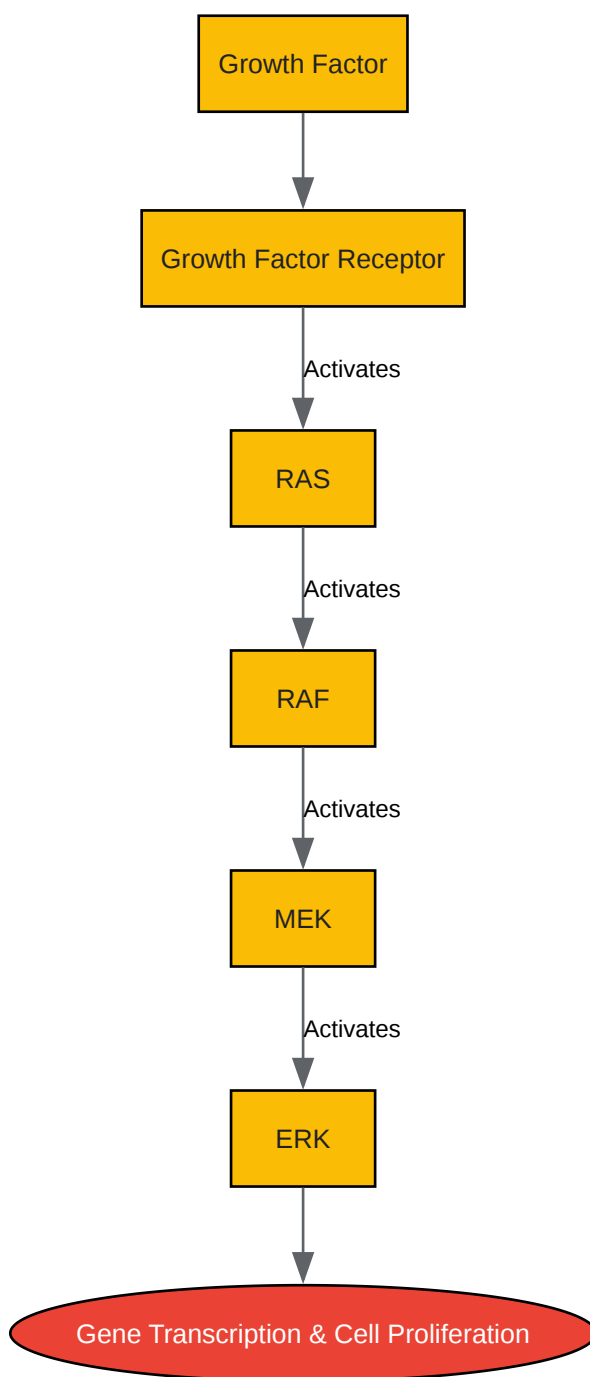 Growth Factor
Growth Factor Receptor
Activates
RAS
Activates
RAF
Activates
MEK
Activates
ERK
Gene Transcription & Cell Proliferation